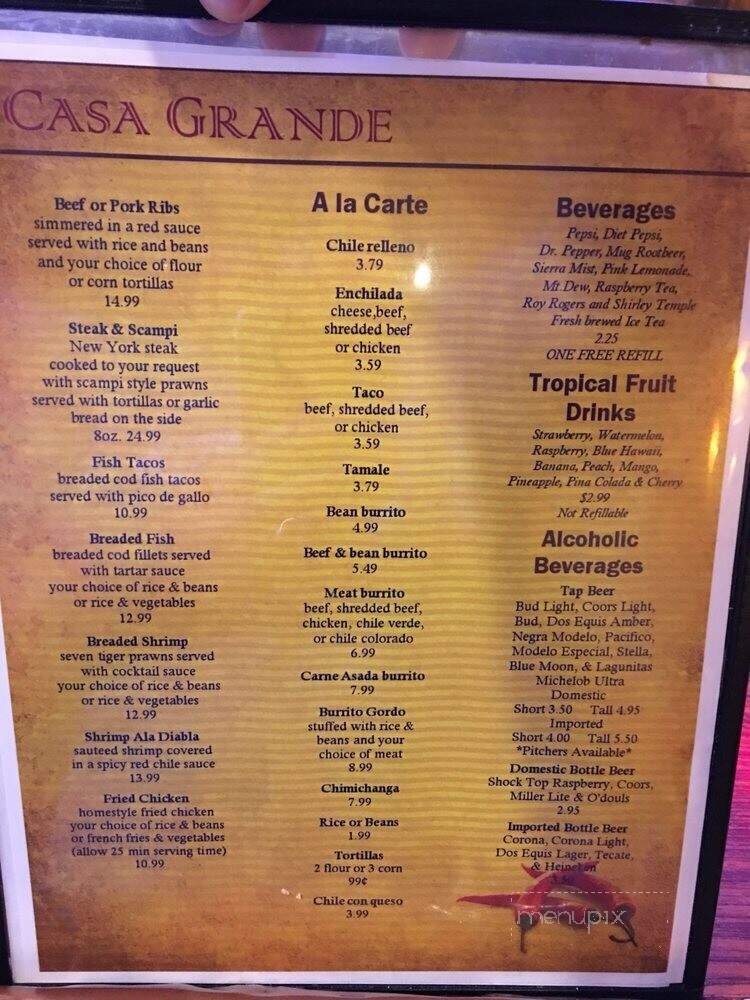 CASA GRANDE
Beef or Pork Ribs
simmered in a red sauce
served with rice and beans
and your choice of flour
or corn tortillas
14.99
Steak & Scampi
New York steak
cooked to your request
with scampi style prawns
served with tortillas or garlic
bread on the side
8oz. 24.99
Fish Tacos
breaded cod fish tacos
served with pico de gallo
10.99
Breaded Fish
breaded cod fillets served
with tartar sauce
your choice of rice & beans
or rice & vegetables
12.99
Breaded Shrimp
seven tiger prawns served
with cocktail sauce
your choice of rice & beans
or rice & vegetables
12.99
Shrimp Ala Diabla
sauteed shrimp covered
in a spicy red chile sauce
13.99
Fried Chicken
homestyle fried chicken
your choice of rice & beans
or french fries & vegetables
(allow 25 min serving time)
10.99
A la Carte
Chile relleno
3.79
Enchilada
cheese,beef,
shredded beef
or chicken
3.59
Taco
beef, shredded beef,
or chicken
3.59
Tamale
3.79
Bean burrito
4.99
Beef & bean burrito
5.49
Meat burrito
beef, shredded beef,
chicken, chile verde,
or chile colorado
6.99
Carne Asada burrito
7.99
Burrito Gordo
stuffed with rice &
beans and your
choice of meat
8.99
Chimichanga
7.99
Rice or Beans
1.99
Tortillas
2 flour or 3 corn
99¢
Chile con queso
3.99
Beverages
Pepsi, Diet Pepsi,
Dr. Pepper, Mug Rootbeer,
Sierra Mist, Pink Lemonade,
Mt.Dew, Raspberry Tea,
Roy Rogers and Shirley Temple
Fresh brewed Ice Tea
2.25
ONE FREE REFILL
Tropical Fruit
Drinks
Strawberry, Watermelon,
Raspberry, Blue Hawaii,
Banana, Peach, Mango,
Pineapple, Pina Colada & Cherry
$2.99
Not Refillable
Alcoholic
Beverages
Tap Beer
Bud Light, Coors Light,
Bud, Dos Equis Amber,
Negra Modelo, Pacifico,
Modelo Especial, Stella,
Blue Moon, & Lagunitas
Michelob Ultra
Domestic
Short 3.50 Tall 4.95
Imported
Short 4.00 Tall 5.50
*Pitchers Available*
Domestic Bottle Beer
Shock Top Raspberry, Coors,
Miller Lite & O'douls
2.95
Imported Bottle Beer
Corona, Corona Light,
Dos Equis Lager, Tecate,
& Heineken
menupix